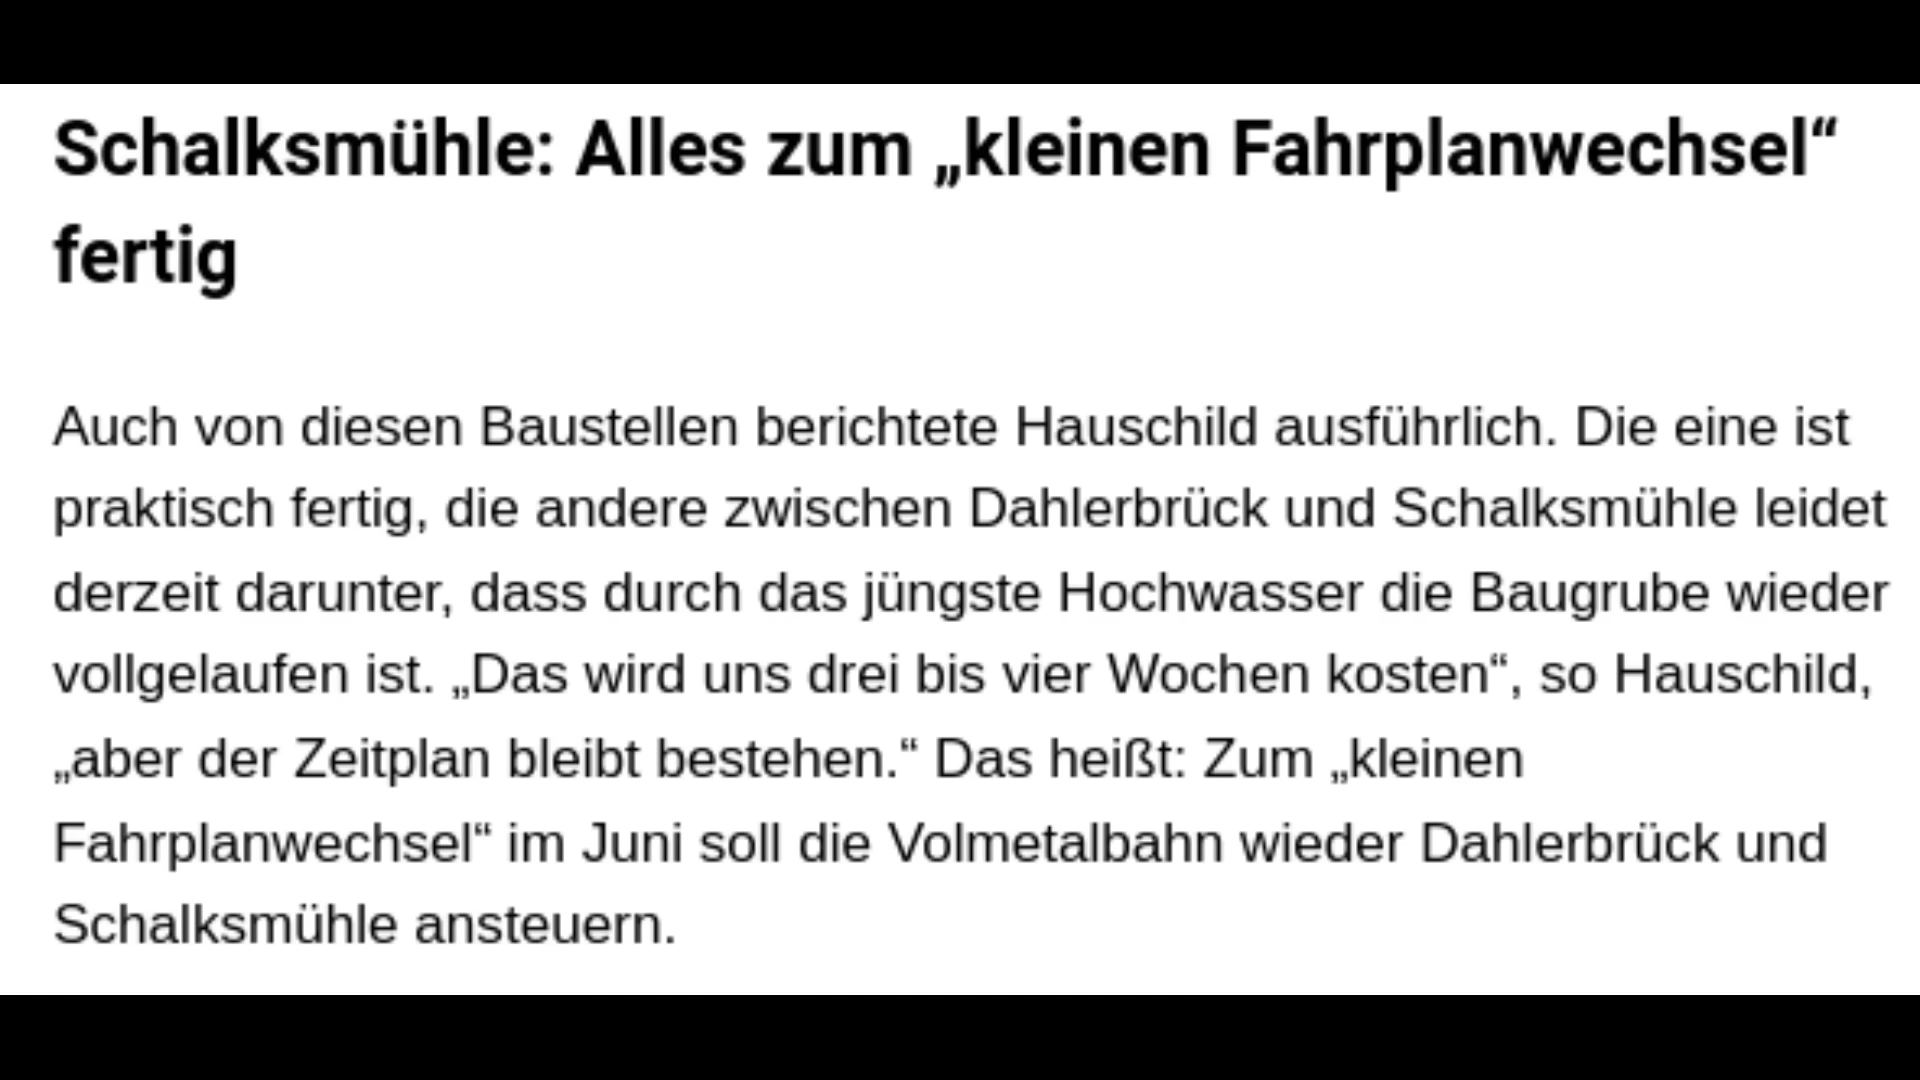 Schalksmühle: Alles zum „kleinen Fahrplanwechsel“
fertig
Auch von diesen Baustellen berichtete Hauschild ausführlich. Die eine ist
praktisch fertig, die andere zwischen Dahlerbrück und Schalksmühle leidet
derzeit darunter, dass durch das jüngste Hochwasser die Baugrube wieder
vollgelaufen ist. „Das wird uns drei bis vier Wochen kosten“, so Hauschild,
„aber der Zeitplan bleibt bestehen.“ Das heißt: Zum „kleinen
Fahrplanwechsel“ im Juni soll die Volmetalbahn wieder Dahlerbrück und
Schalksmühle ansteuern.